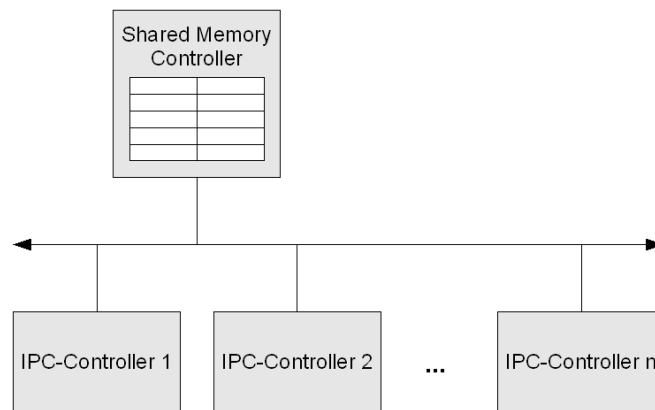 Shared Memory
Controller
IPC-Controller 1
IPC-Controller 2
...
IPC-Controller n